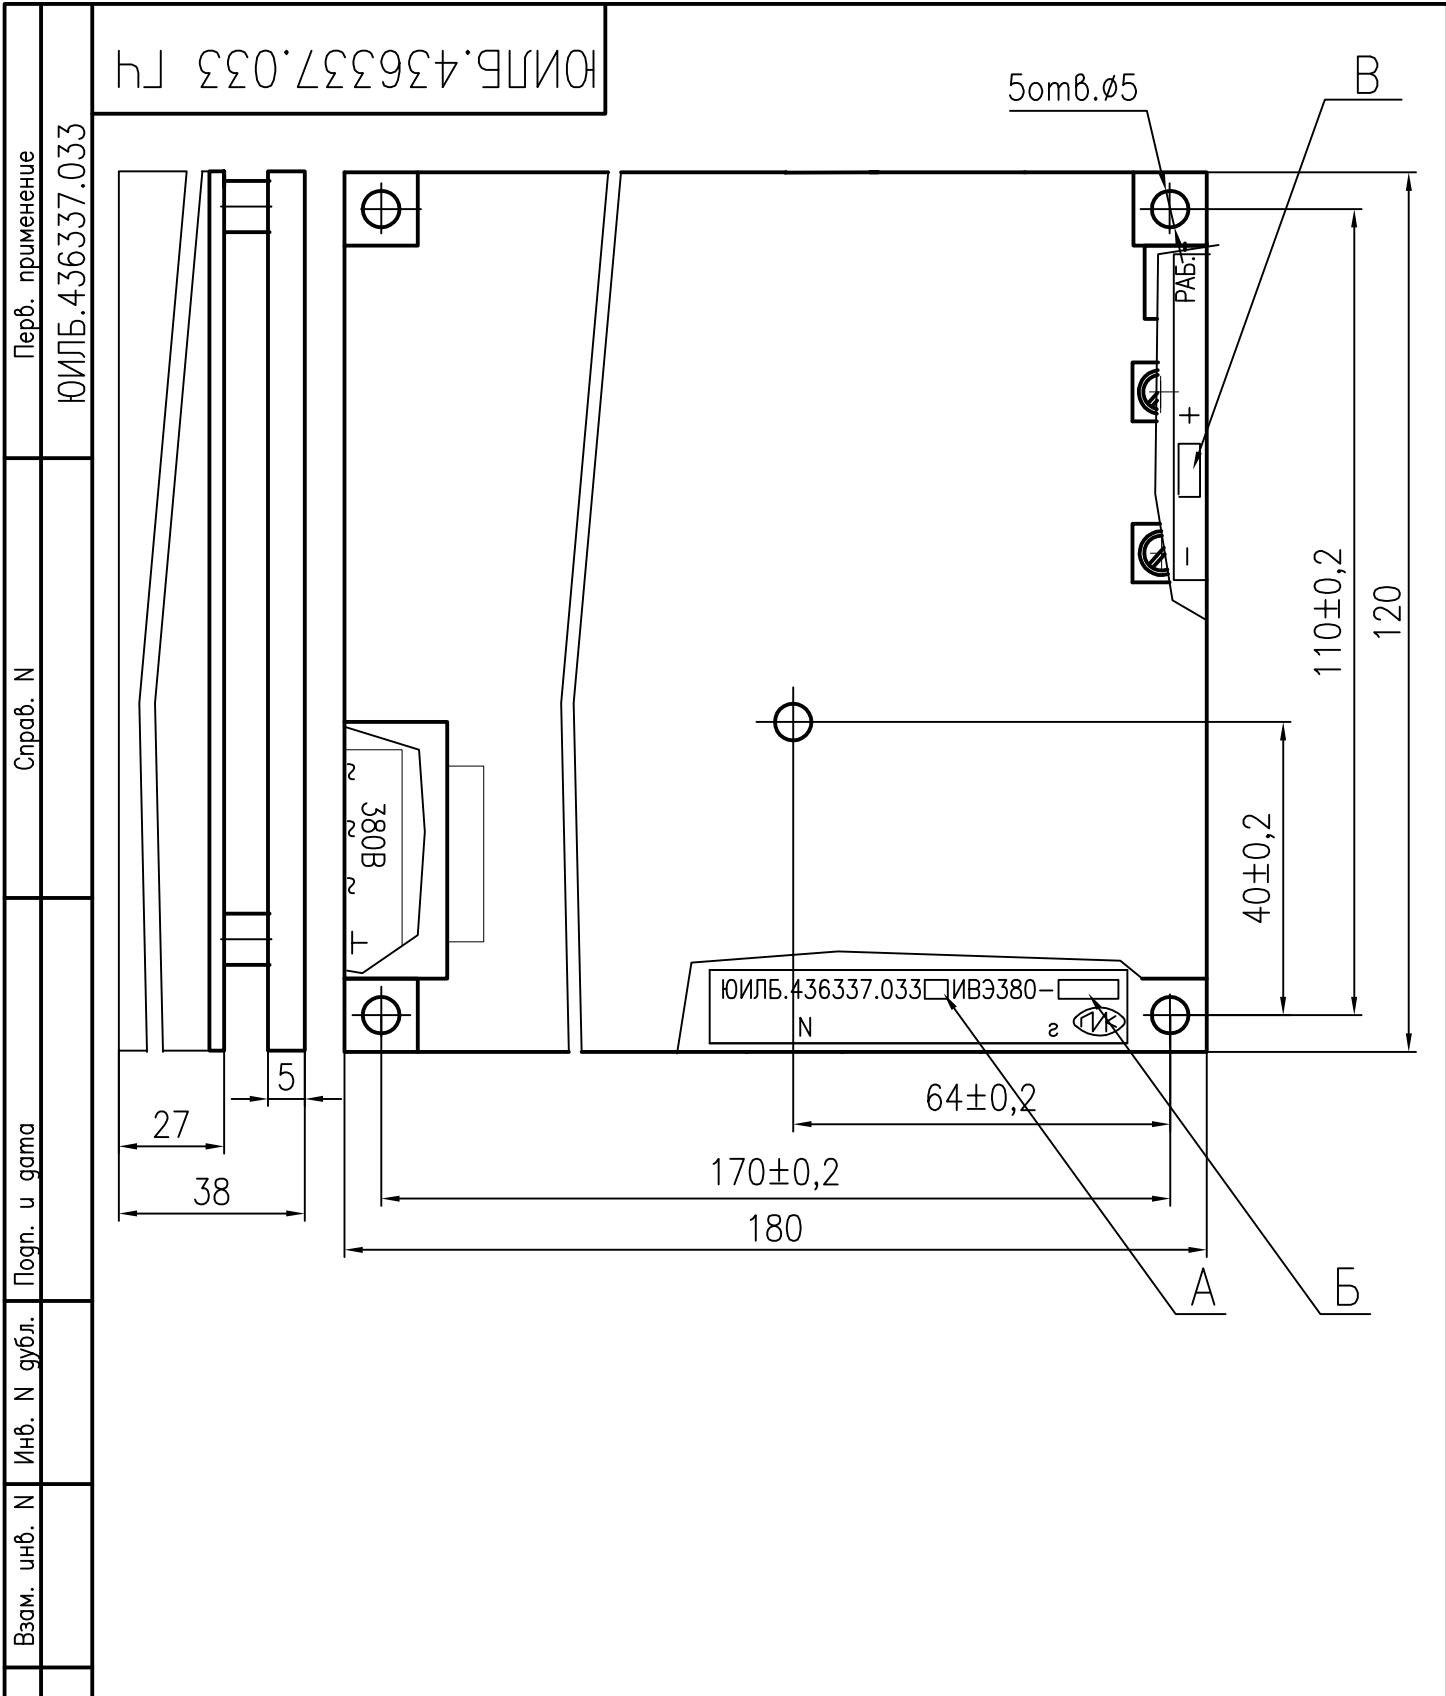 ЮИЛБ.436337.033 ГЧ
Перв. применение
ЮИЛБ.436337.033
Справ. N
Подп. и дата
Инв. N дубл.
Взам. инв. N
5отв.⌀5
В
РАБ.
+
−
110±0,2
120
40±0,2
~
~
~
380В
⊥
ЮИЛБ.436337.033 ИВЭ380-
N s ПИК
5
27
38
64±0,2
170±0,2
180
А
Б